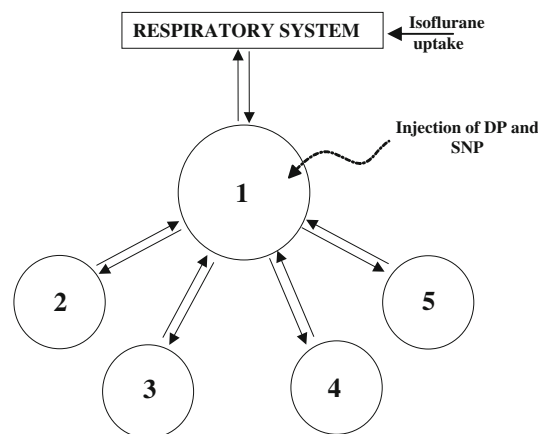 RESPIRATORY SYSTEM
Isoflurane
uptake
Injection of DP and
SNP
1
2
5
3
4